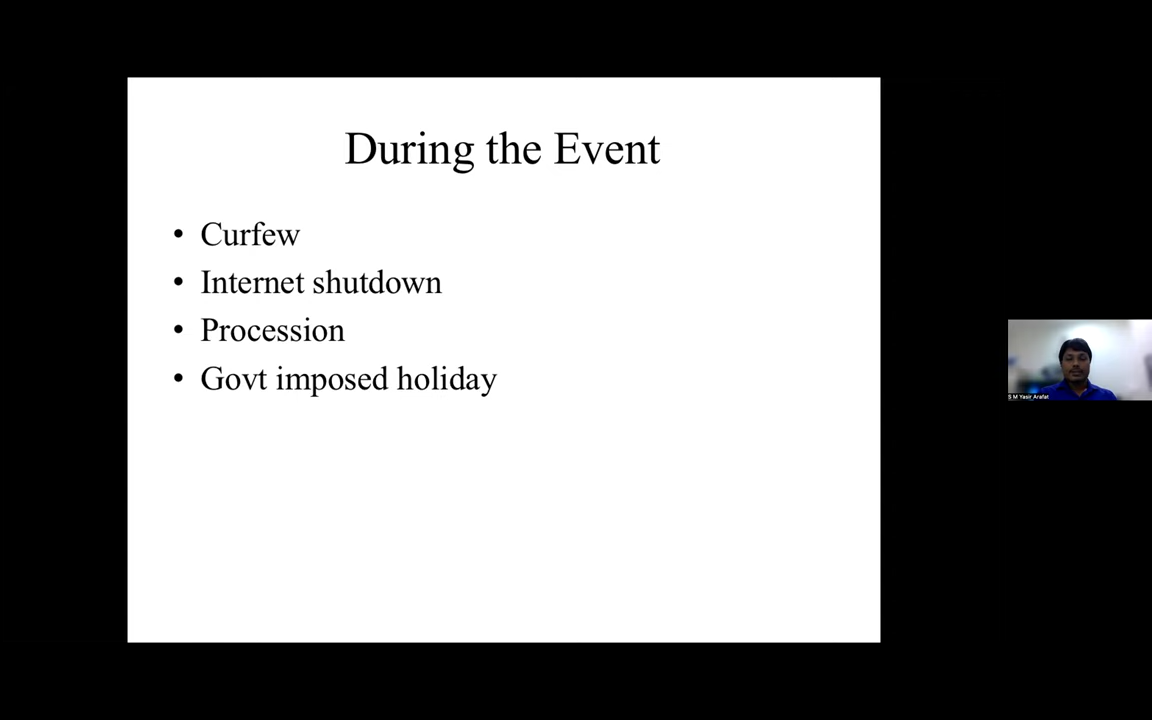 During the Event
• Curfew
• Internet shutdown
• Procession
• Govt imposed holiday
S M Yasir Arafat